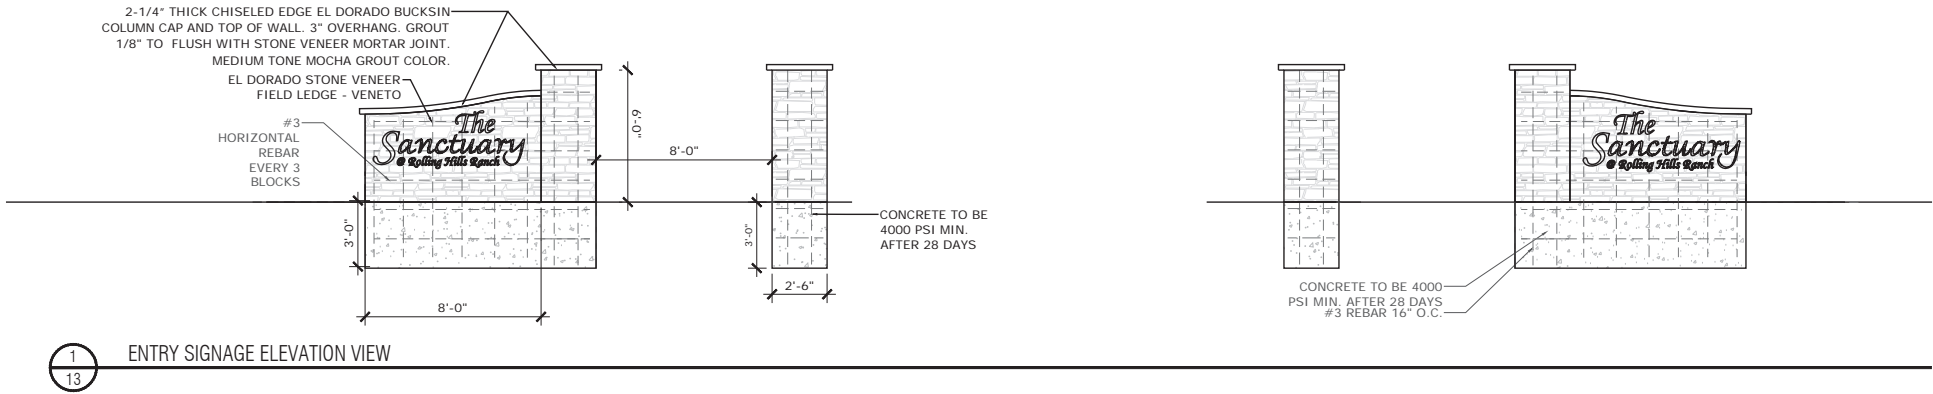 2-1/4" THICK CHISELED EDGE EL DORADO BUCKSIN
COLUMN CAP AND TOP OF WALL. 3" OVERHANG. GROUT
1/8" TO FLUSH WITH STONE VENEER MORTAR JOINT.
MEDIUM TONE MOCHA GROUT COLOR.
EL DORADO STONE VENEER
FIELD LEDGE - VENETO
#3
HORIZONTAL
REBAR
EVERY 3
BLOCKS
The
Sanctuary
@ Rolling Hills Ranch
6'-0"
8'-0"
3'-0"
8'-0"
3'-0"
2'-6"
CONCRETE TO BE
4000 PSI MIN.
AFTER 28 DAYS
The
Sanctuary
@ Rolling Hills Ranch
CONCRETE TO BE 4000
PSI MIN. AFTER 28 DAYS
#3 REBAR 16" O.C.
1
13
ENTRY SIGNAGE ELEVATION VIEW